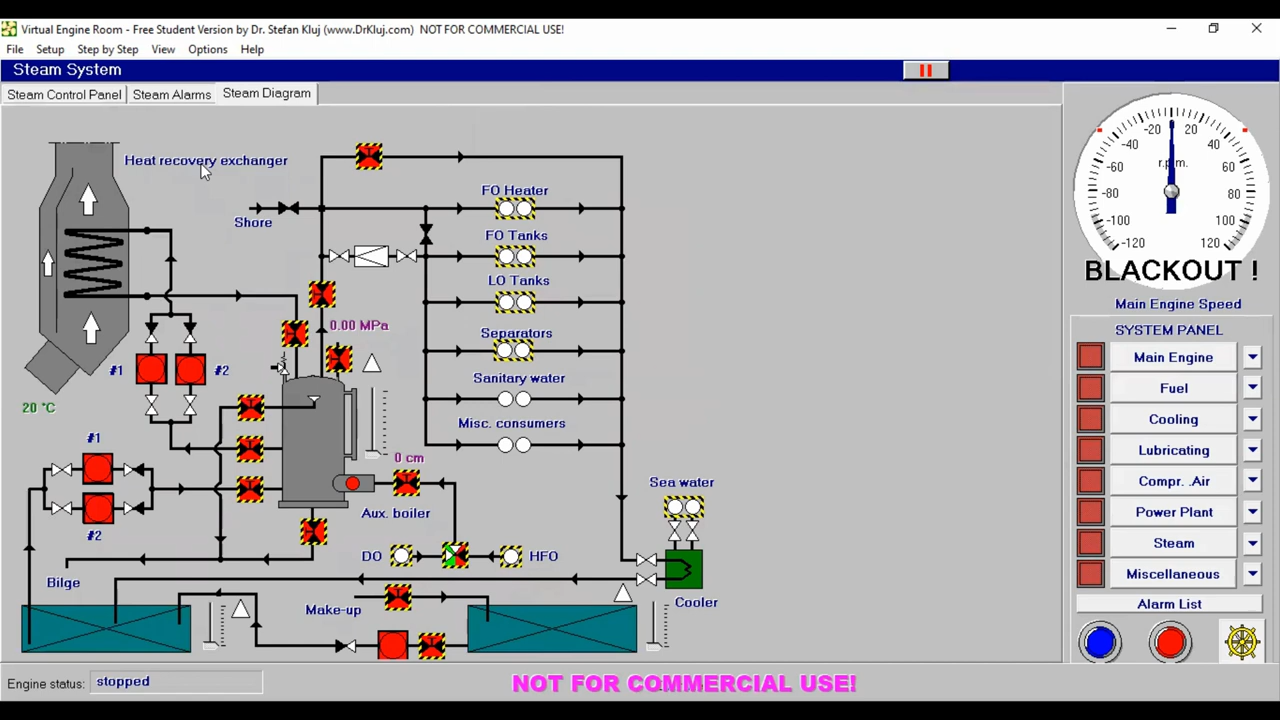 Virtual Engine Room - Free Student Version by Dr. Stefan Kluj (www.DrKluj.com)  NOT FOR COMMERCIAL USE!
File Setup Step by Step View Options Help
Steam System
Steam Control Panel Steam Alarms Steam Diagram
Heat recovery exchanger
Shore
FO Heater
FO Tanks
LO Tanks
Separators
Sanitary water
Misc. consumers
0.00 MPa
#1
#2
20 °C
#1
#2
0 cm
Aux. boiler
DO
HFO
Sea water
Cooler
Bilge
Make-up
-20 20
-40 40
r.p.m.
-60 60
-80 80
-100 100
-120 120
BLACKOUT !
Main Engine Speed
SYSTEM PANEL
Main Engine
Fuel
Cooling
Lubricating
Compr. .Air
Power Plant
Steam
Miscellaneous
Alarm List
Engine status: stopped
NOT FOR COMMERCIAL USE!